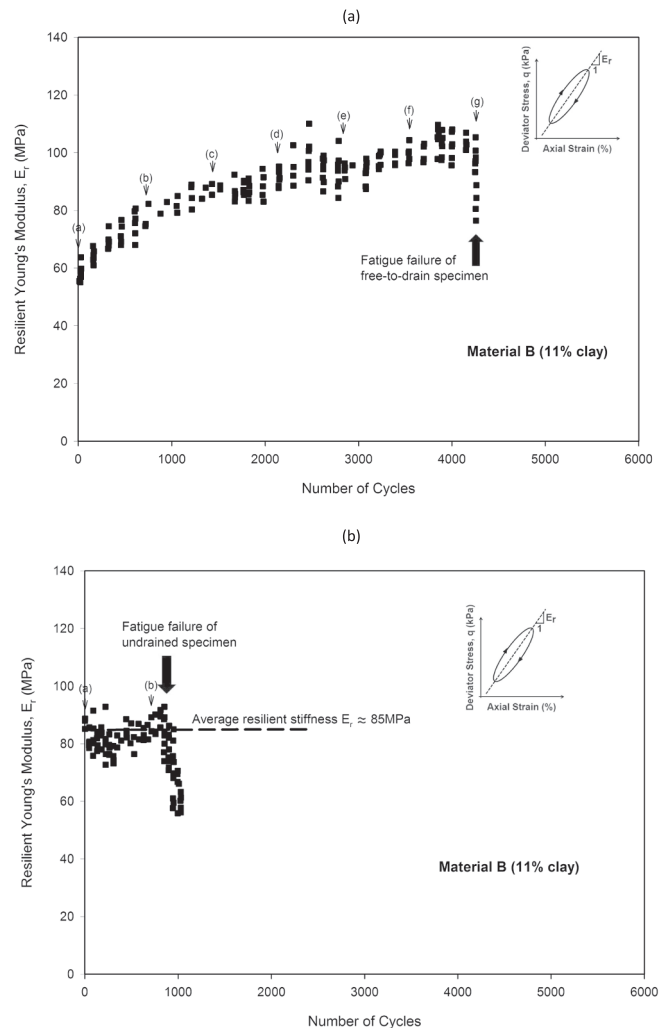 (a)
140
120
100
80
60
40
20
0
Resilient Young's Modulus, Er (MPa)
(a)
(b)
(c)
(d)
(e)
(f)
(g)
Deviator Stress, q (kPa)
Er
1
Axial Strain (%)
Fatigue failure of
free-to-drain specimen
Material B (11% clay)
0 1000 2000 3000 4000 5000 6000
Number of Cycles
(b)
140
120
100
80
60
40
20
0
Resilient Young's Modulus, Er (MPa)
Fatigue failure of
undrained specimen
(a)
(b)
Average resilient stiffness Er ≈ 85MPa
Deviator Stress, q (kPa)
Er
1
Axial Strain (%)
Material B (11% clay)
0 1000 2000 3000 4000 5000 6000
Number of Cycles